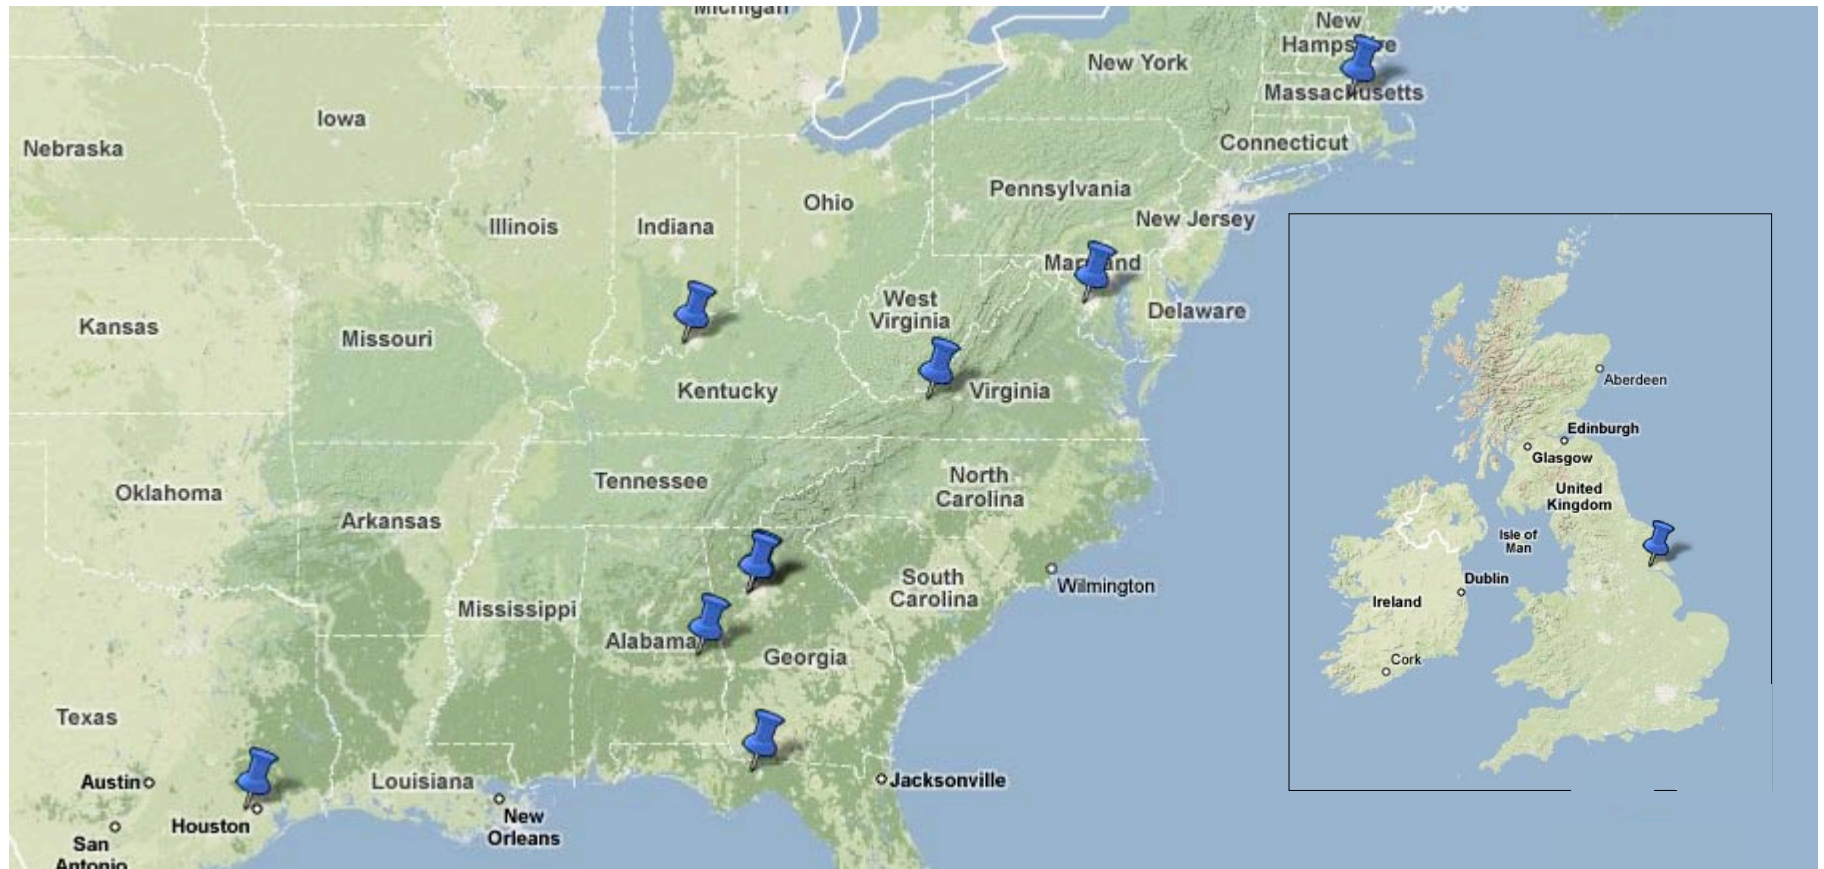 Michigan
New
Hampshire
New York
Massachusetts
Iowa
Nebraska
Connecticut
Pennsylvania
Ohio
New Jersey
Illinois
Indiana
Maryland
West
Virginia
Delaware
Kansas
Missouri
Kentucky
Virginia
Tennessee
North
Carolina
Oklahoma
Arkansas
South
Carolina
Wilmington
Mississippi
Alabama
Georgia
Texas
Austin
Louisiana
Jacksonville
Houston
New
Orleans
San
Antonio
Aberdeen
Edinburgh
Glasgow
United
Kingdom
Isle of
Man
Dublin
Ireland
Cork